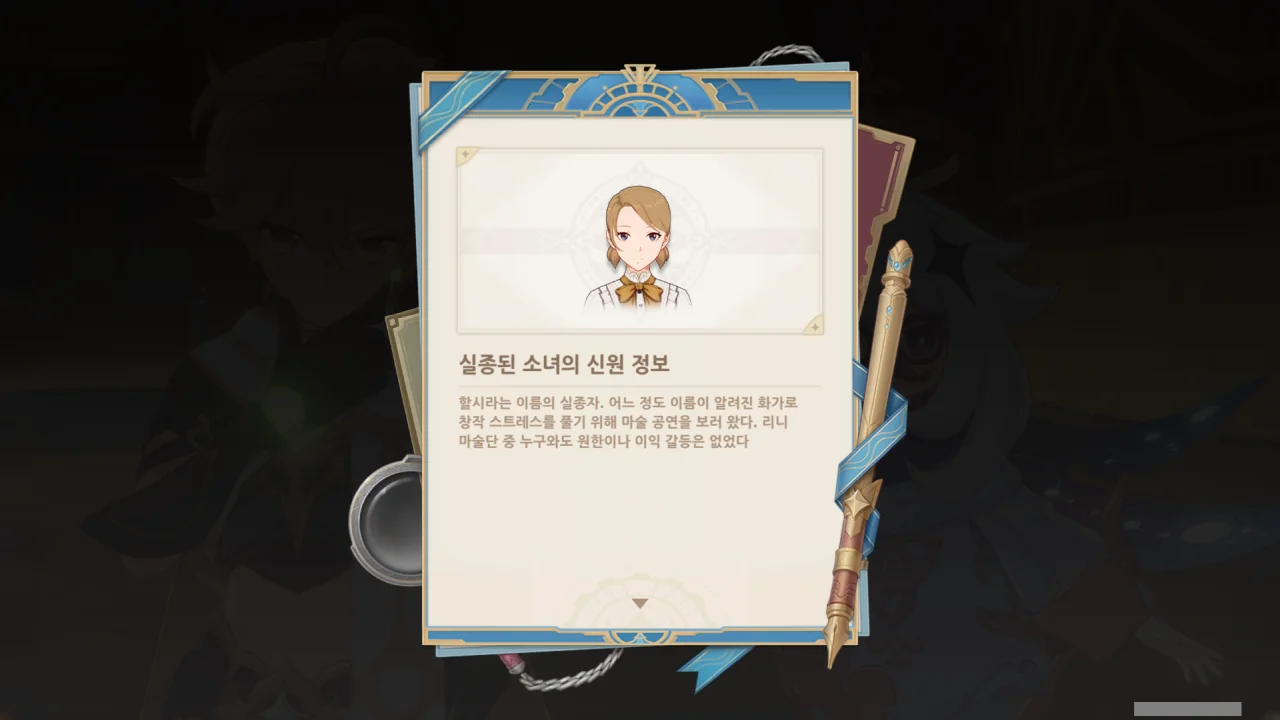 실종된 소녀의 신원 정보
할시라는 이름의 실종자. 어느 정도 이름이 알려진 화가로
창작 스트레스를 풀기 위해 마술 공연을 보러 왔다. 리니
마술단 중 누구와도 원한이나 이익 갈등은 없었다